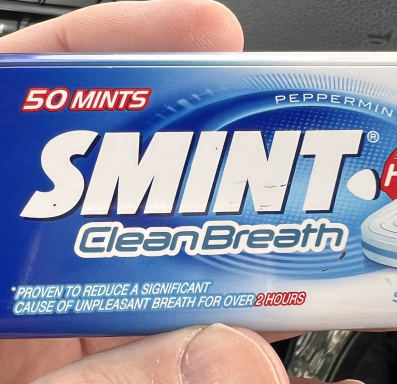 50 MINTS
PEPPERMIN
SMINT®
H
CleanBreath
*PROVEN TO REDUCE A SIGNIFICANT
CAUSE OF UNPLEASANT BREATH FOR OVER 2 HOURS
S